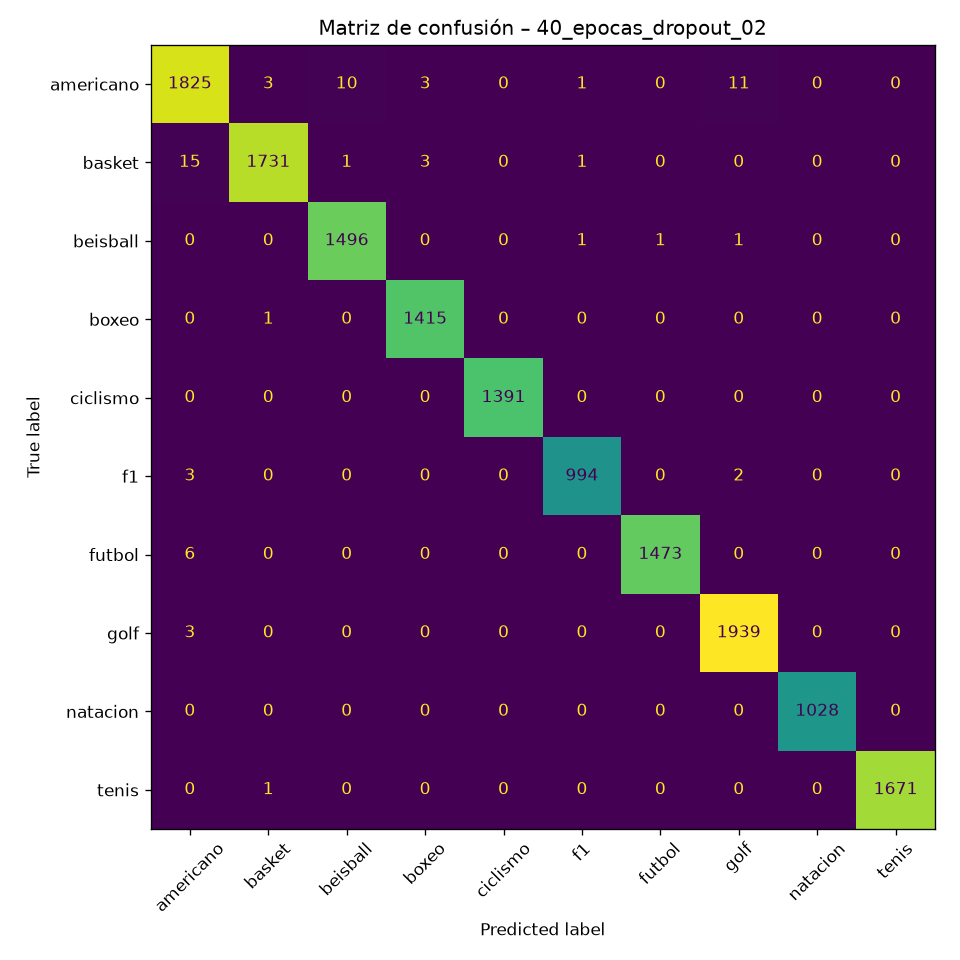 Matriz de confusión – 40_epocas_dropout_02
americano 1825 3 10 3 0 1 0 11 0 0
basket 15 1731 1 3 0 1 0 0 0 0
beisball 0 0 1496 0 0 1 1 1 0 0
boxeo 0 1 0 1415 0 0 0 0 0 0
ciclismo 0 0 0 0 1391 0 0 0 0 0
f1 3 0 0 0 0 994 0 2 0 0
futbol 6 0 0 0 0 0 1473 0 0 0
golf 3 0 0 0 0 0 0 1939 0 0
natacion 0 0 0 0 0 0 0 0 1028 0
tenis 0 1 0 0 0 0 0 0 0 1671
True label
americano basket beisball boxeo ciclismo f1 futbol golf natacion tenis
Predicted label